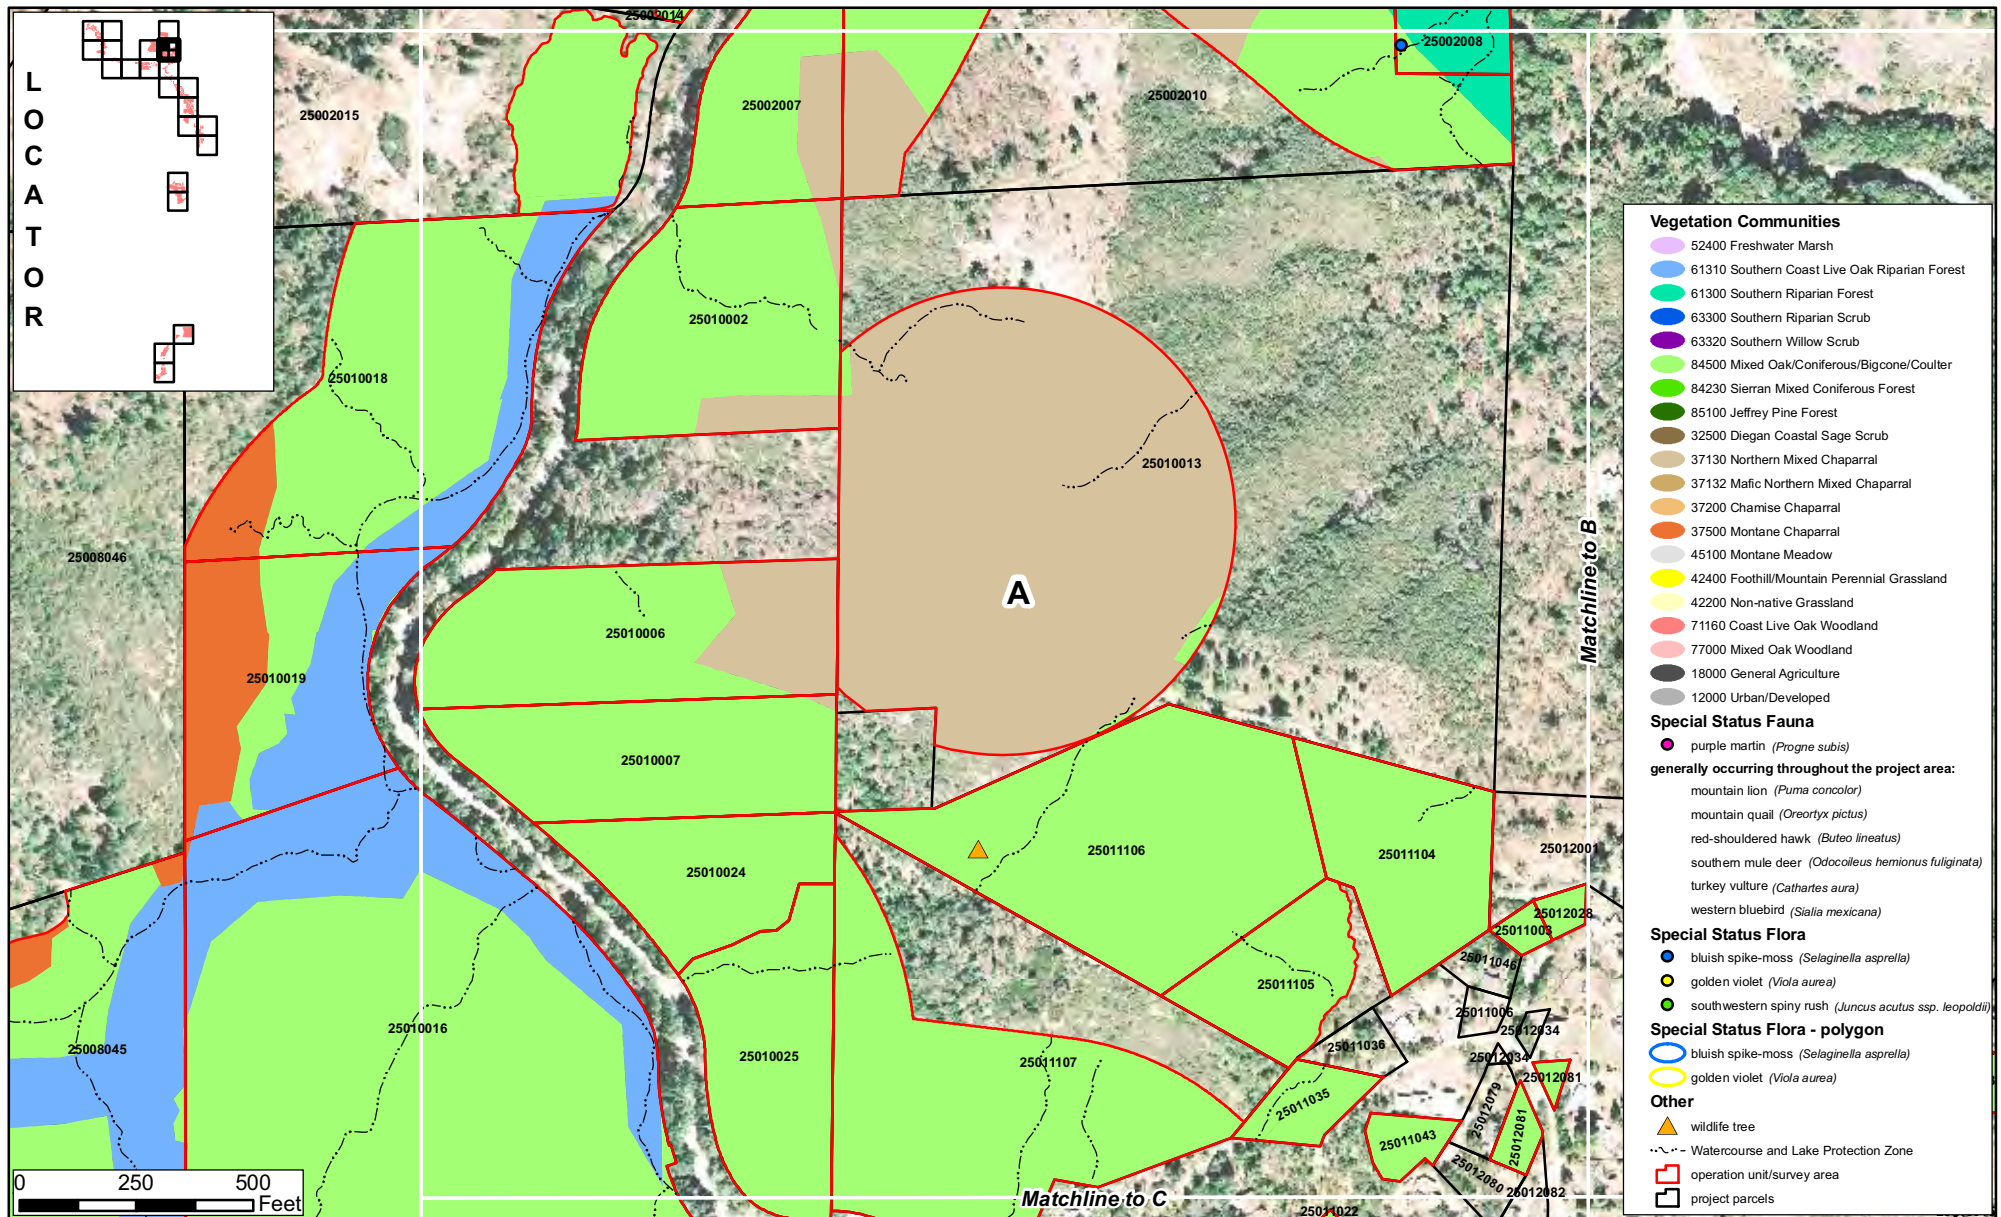 LOCATOR
25002014
25002008
25002015
25002007
25002010
25010002
25010018
25010013
25008046
A
Matchline to B
25010006
25010019
25010007
25011106
25011104
25012001
25010024
25012028
25011003
25011046
25011105
25011006
25012034
25010016
25008045
25010025
25011107
25011036
25012034
25012081
25011035
25012079
25011043
25012081
25012080
25012082
25011022
Matchline to C
0 250 500
Feet
Vegetation Communities
52400 Freshwater Marsh
61310 Southern Coast Live Oak Riparian Forest
61300 Southern Riparian Forest
63300 Southern Riparian Scrub
63320 Southern Willow Scrub
84500 Mixed Oak/Coniferous/Bigcone/Coulter
84230 Sierran Mixed Coniferous Forest
85100 Jeffrey Pine Forest
32500 Diegan Coastal Sage Scrub
37130 Northern Mixed Chaparral
37132 Mafic Northern Mixed Chaparral
37200 Chamise Chaparral
37500 Montane Chaparral
45100 Montane Meadow
42400 Foothill/Mountain Perennial Grassland
42200 Non-native Grassland
71160 Coast Live Oak Woodland
77000 Mixed Oak Woodland
18000 General Agriculture
12000 Urban/Developed
Special Status Fauna
purple martin (Progne subis)
generally occurring throughout the project area:
mountain lion (Puma concolor)
mountain quail (Oreortyx pictus)
red-shouldered hawk (Buteo lineatus)
southern mule deer (Odocoileus hemionus fuliginata)
turkey vulture (Cathartes aura)
western bluebird (Sialia mexicana)
Special Status Flora
bluish spike-moss (Selaginella asprella)
golden violet (Viola aurea)
southwestern spiny rush (Juncus acutus ssp. leopoldii)
Special Status Flora - polygon
bluish spike-moss (Selaginella asprella)
golden violet (Viola aurea)
Other
wildlife tree
Watercourse and Lake Protection Zone
operation unit/survey area
project parcels